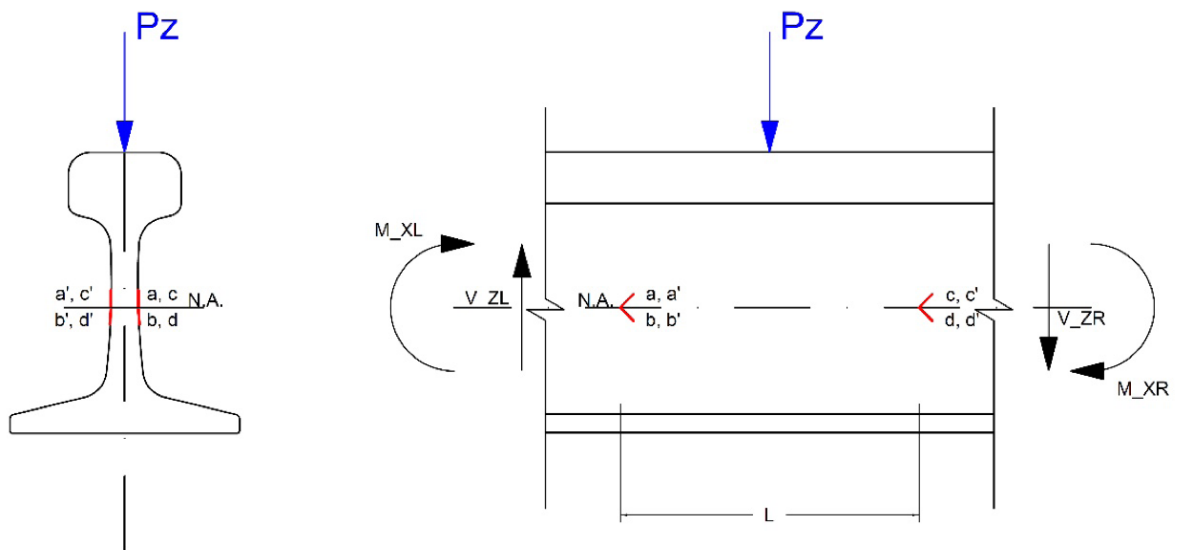 Pz
a', c' a, c N.A.
b', d' b, d
Pz
M_XL
V_ZL N.A. a, a' c, c'
b, b' d, d'
V_ZR
M_XR
L